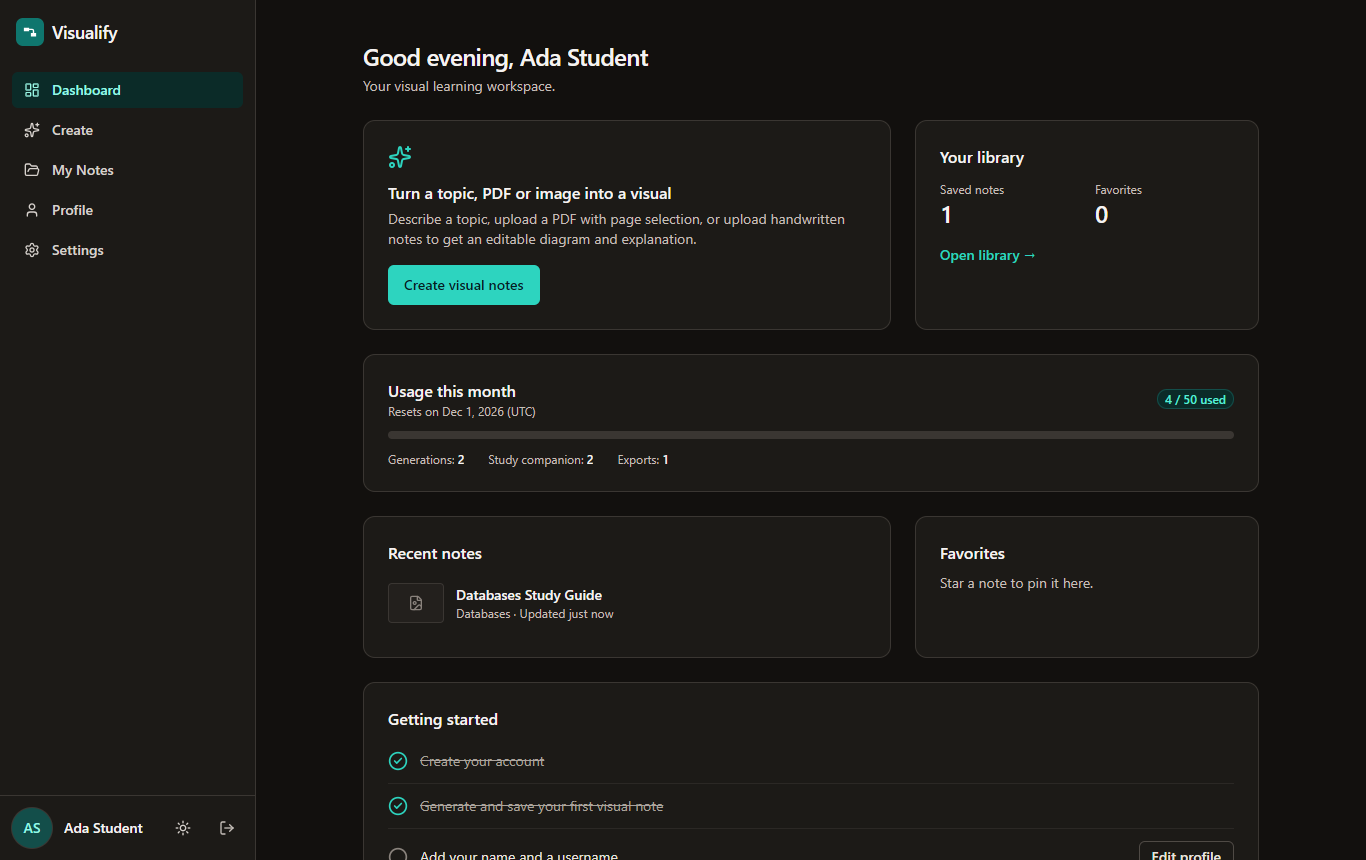 Visualify
Dashboard
Create
My Notes
Profile
Settings
AS
Ada Student
Good evening, Ada Student
Your visual learning workspace.
Turn a topic, PDF or image into a visual
Describe a topic, upload a PDF with page selection, or upload handwritten
notes to get an editable diagram and explanation.
Create visual notes
Your library
Saved notes
Favorites
1
0
Open library →
Usage this month
Resets on Dec 1, 2026 (UTC)
4 / 50 used
Generations: 2
Study companion: 2
Exports: 1
Recent notes
Databases Study Guide
Databases · Updated just now
Favorites
Star a note to pin it here.
Getting started
Create your account
Generate and save your first visual note
Add your name and a username
Edit profile